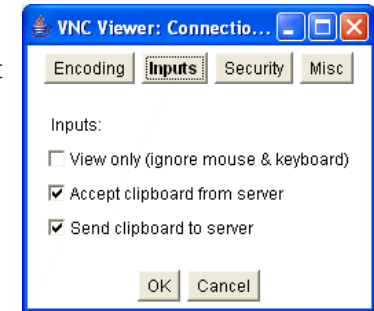 VNC Viewer: Connectio...
Encoding Inputs Security Misc
Inputs:
View only (ignore mouse & keyboard)
Accept clipboard from server
Send clipboard to server
OK Cancel